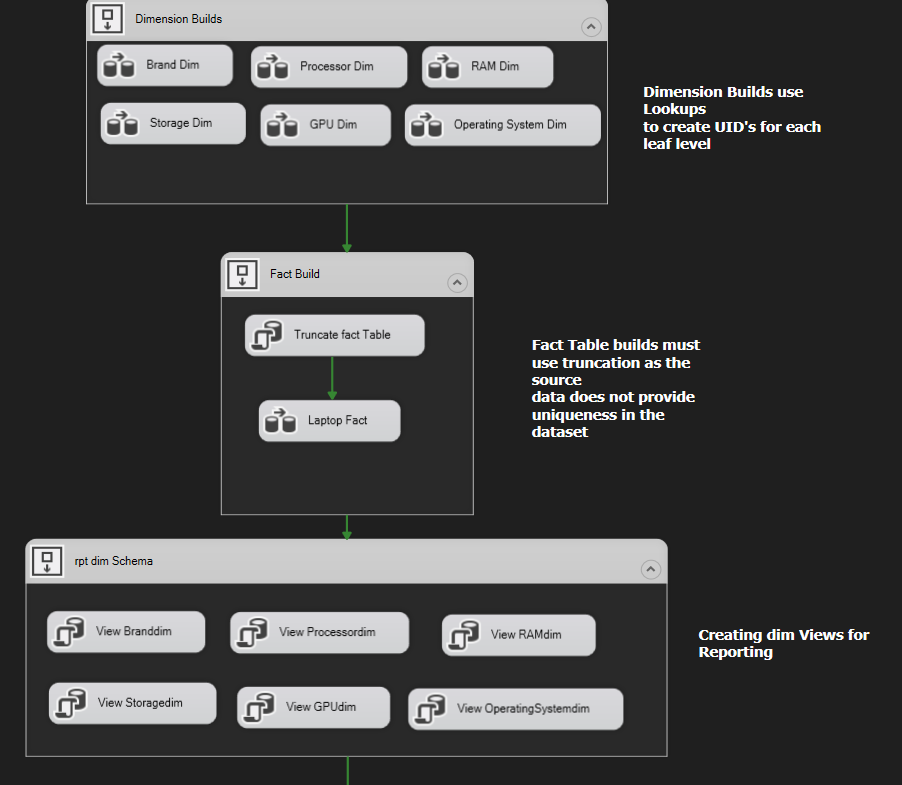 Dimension Builds
Brand Dim
Processor Dim
RAM Dim
Storage Dim
GPU Dim
Operating System Dim
Dimension Builds use
Lookups
to create UID's for each
leaf level
Fact Build
Truncate fact Table
Laptop Fact
Fact Table builds must
use truncation as the
source
data does not provide
uniqueness in the
dataset
rpt dim Schema
View Branddim
View Processordim
View RAMdim
View Storagedim
View GPUdim
View OperatingSystemdim
Creating dim Views for
Reporting